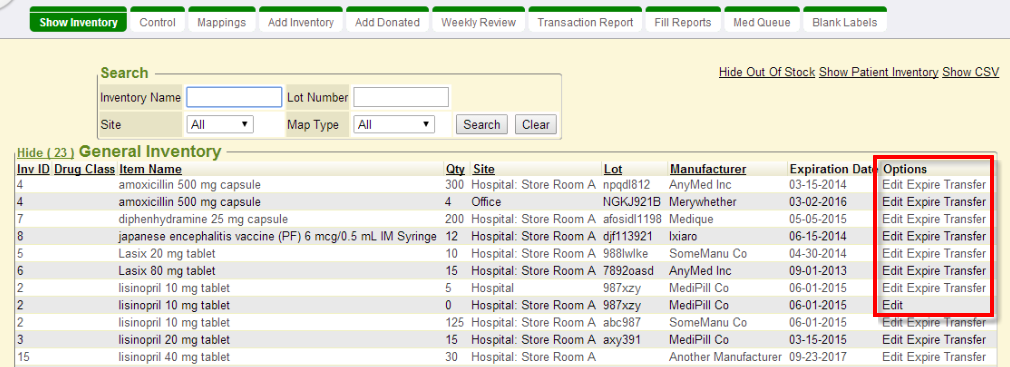 Show Inventory Control Mappings Add Inventory Add Donated Weekly Review Transaction Report Fill Reports Med Queue Blank Labels
Search
Hide Out Of Stock Show Patient Inventory Show CSV
Inventory Name Lot Number
Site All Map Type All Search Clear
Hide ( 23 ) General Inventory
Inv ID Drug Class Item Name Qty Site Lot Manufacturer Expiration Date Options
4 amoxicillin 500 mg capsule 300 Hospital: Store Room A npqdl812 AnyMed Inc 03-15-2014 Edit Expire Transfer
4 amoxicillin 500 mg capsule 4 Office NGKJ921B Merywhether 03-02-2016 Edit Expire Transfer
7 diphenhydramine 25 mg capsule 200 Hospital: Store Room A afosidl1198 Medique 05-05-2015 Edit Expire Transfer
8 japanese encephalitis vaccine (PF) 6 mcg/0.5 mL IM Syringe 12 Hospital: Store Room A djf113921 Ixiaro 06-15-2014 Edit Expire Transfer
5 Lasix 20 mg tablet 10 Hospital: Store Room A 988lwlke SomeManu Co 04-30-2014 Edit Expire Transfer
6 Lasix 80 mg tablet 15 Hospital: Store Room A 7892oasd AnyMed Inc 09-01-2013 Edit Expire Transfer
2 lisinopril 10 mg tablet 5 Hospital 987xzy MediPill Co 06-01-2015 Edit Expire Transfer
2 lisinopril 10 mg tablet 0 Hospital: Store Room A 987xzy MediPill Co 06-01-2015 Edit
2 lisinopril 10 mg tablet 125 Hospital: Store Room A abc987 SomeManu Co 06-01-2015 Edit Expire Transfer
3 lisinopril 20 mg tablet 15 Hospital: Store Room A axy391 MediPill Co 03-15-2015 Edit Expire Transfer
15 lisinopril 40 mg tablet 30 Hospital: Store Room A Another Manufacturer 09-23-2017 Edit Expire Transfer